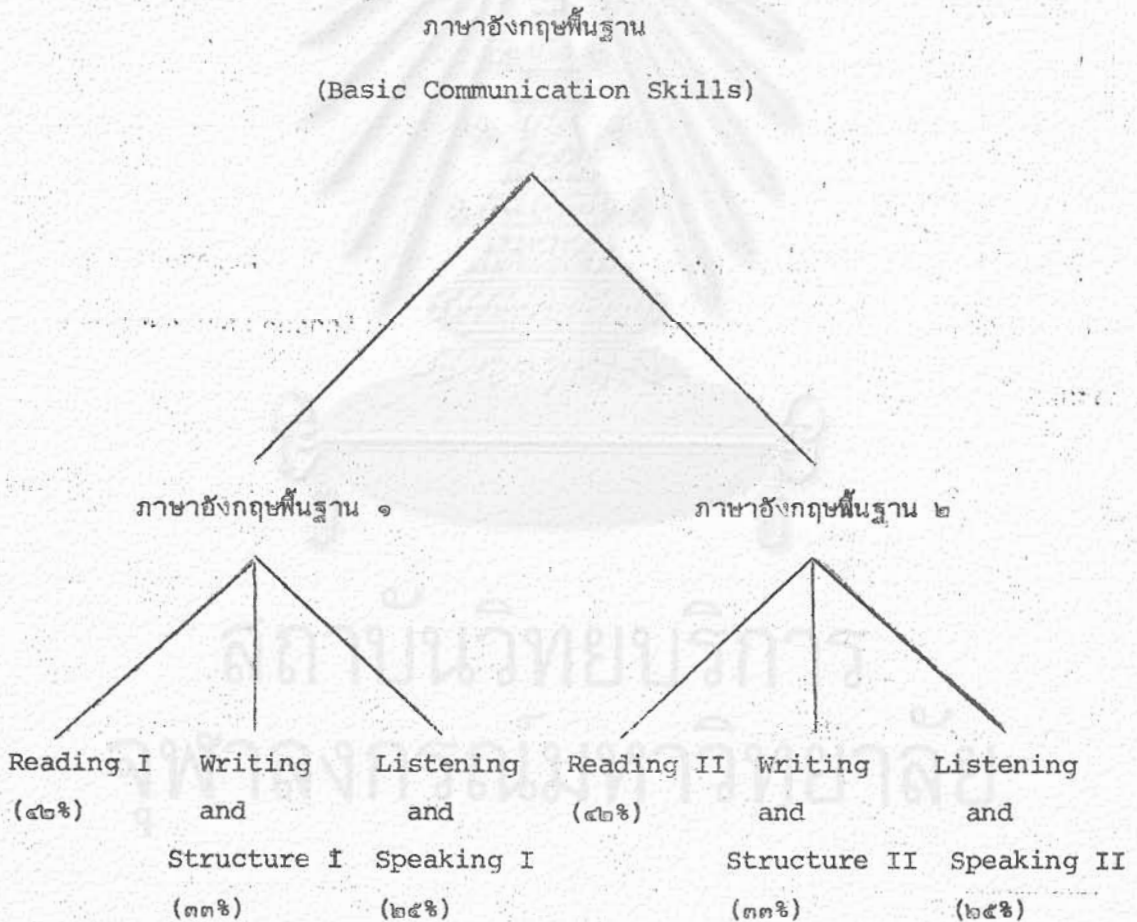 ภาษาอังกฤษพื้นฐาน
(Basic Communication Skills)
ภาษาอังกฤษพื้นฐาน ๑
ภาษาอังกฤษพื้นฐาน ๒
Reading I
(๔๒%)
Writing
and
Structure I
(๓๓%)
Listening
and
Speaking I
(๒๕%)
Reading II
(๔๒%)
Writing
and
Structure II
(๓๓%)
Listening
and
Speaking II
(๒๕%)
สถาบันวิทยบริการ
จุฬาลงกรณ์มหาวิทยาลัย